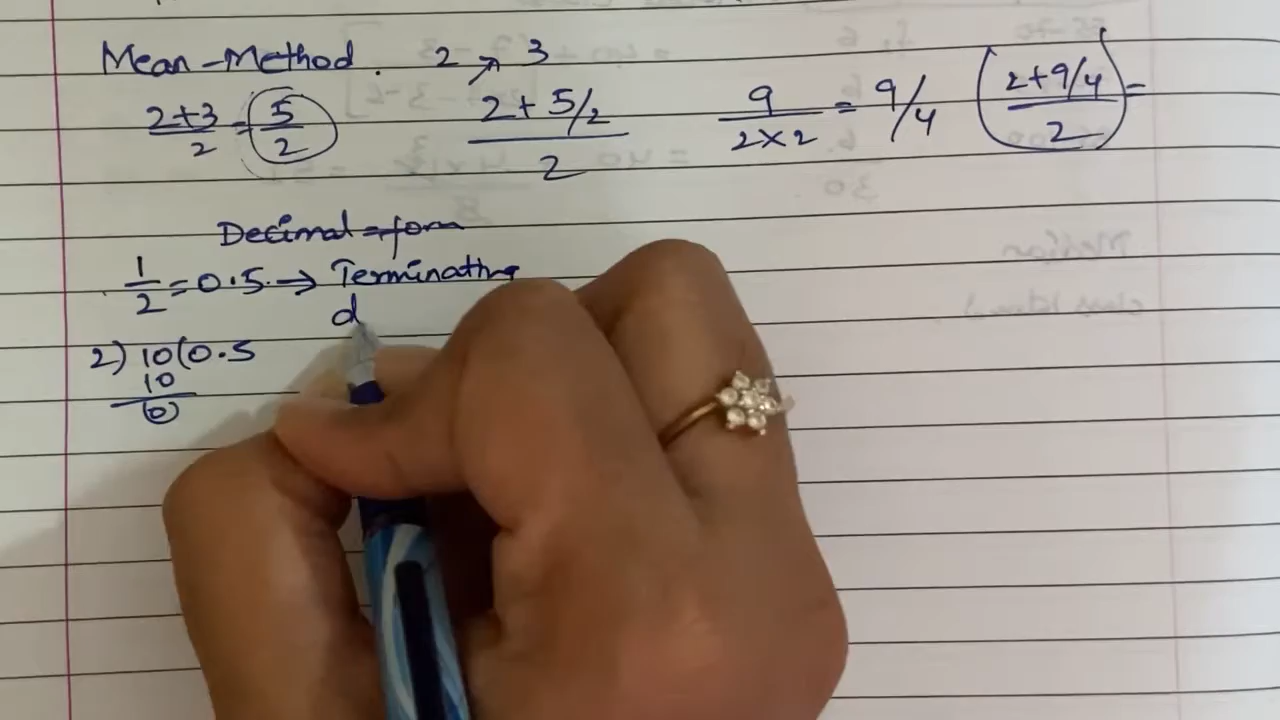 Mean-Method. 2 → 3
2+3/2 = 5/2 2+5/2/2 9/2×2 = 9/4 (2+9/4/2) =
Decimal-form
1/2 = 0.5 → Terminating
d
2) 10 (0.5
10
0